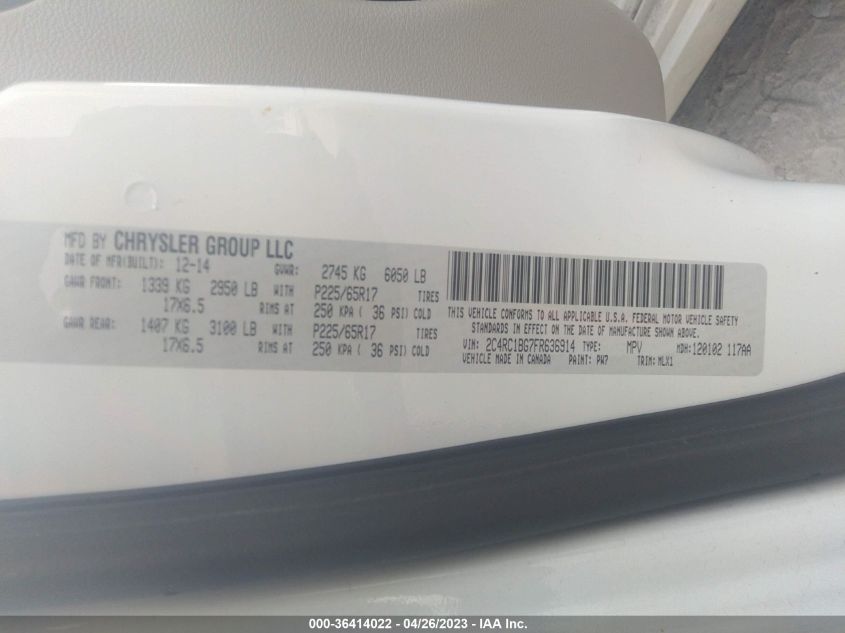 MFD BY CHRYSLER GROUP LLC
DATE OF MFR(BUILT): 12-14 GVWR: 2745 KG 6050 LB
GAWR FRONT: 1339 KG 2950 LB WITH P225/65R17 TIRES
17X6.5 RIMS AT 250 KPA ( 36 PSI) COLD
GAWR REAR: 1407 KG 3100 LB WITH P225/65R17 TIRES
17X6.5 RIMS AT 250 KPA ( 36 PSI) COLD
THIS VEHICLE CONFORMS TO ALL APPLICABLE U.S.A. FEDERAL MOTOR VEHICLE SAFETY
STANDARDS IN EFFECT ON THE DATE OF MANUFACTURE SHOWN ABOVE.
VIN: 2C4RC1BG7FR636914 TYPE: MPV MDH: 120102 117AA
VEHICLE MADE IN CANADA PAINT: PW7 TRIM: MLX1
000-36414022 - 04/26/2023 - IAA Inc.